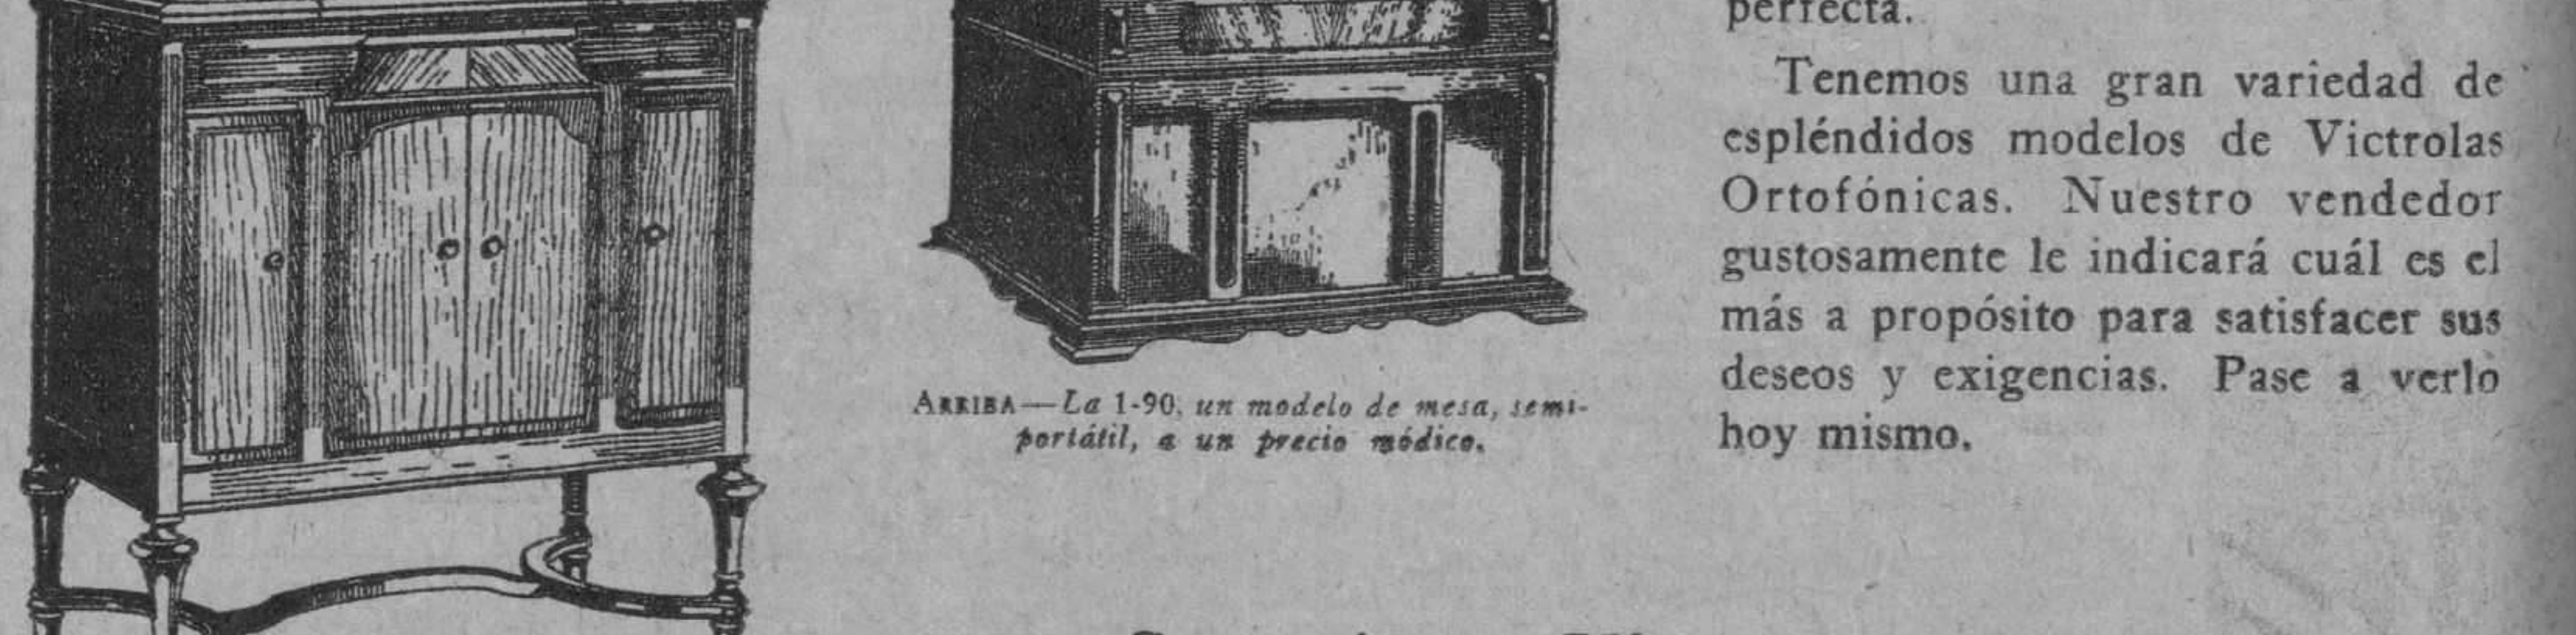 ARRIBA—La 1-90, un modelo de mesa, semi-
portátil, a un precio módico.
perfecta.
Tenemos una gran variedad de
espléndidos modelos de Victrolas
Ortofónicas. Nuestro vendedor
gustosamente le indicará cuál es el
más a propósito para satisfacer sus
deseos y exigencias. Pase a verlo
hoy mismo.